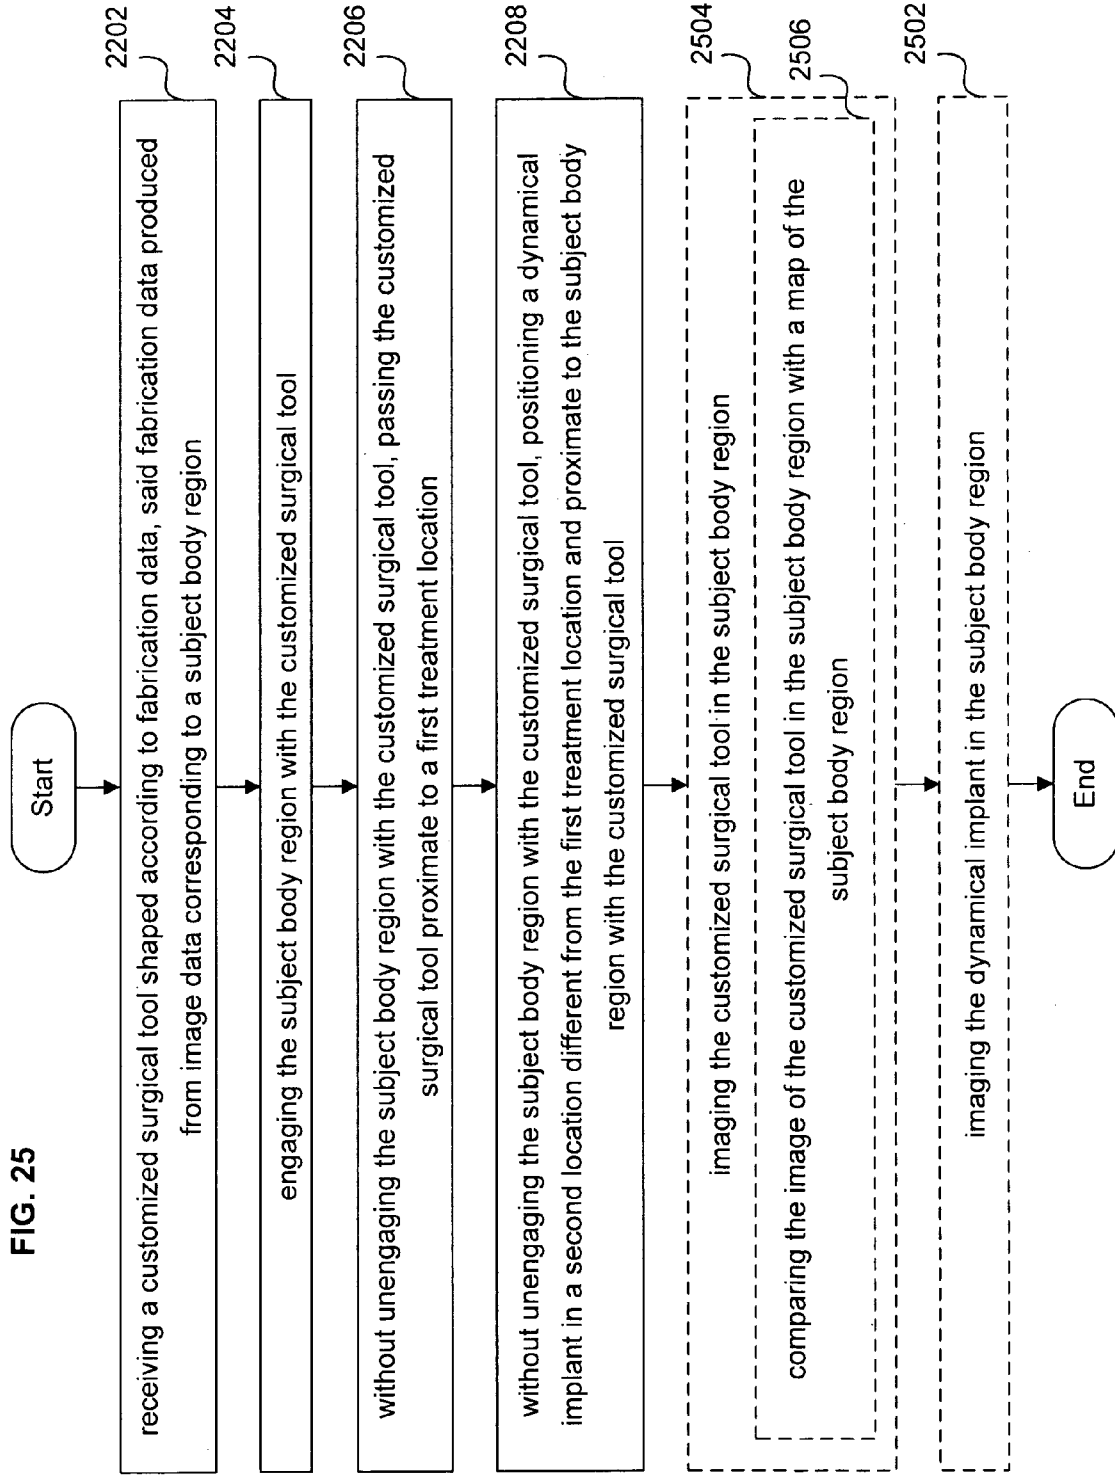 FIG. 25
Start
2202
receiving a customized surgical tool shaped according to fabrication data, said fabrication data produced
from image data corresponding to a subject body region
2204
engaging the subject body region with the customized surgical tool
2206
without unengaging the subject body region with the customized surgical tool, passing the customized
surgical tool proximate to a first treatment location
2208
without unengaging the subject body region with the customized surgical tool, positioning a dynamical
implant in a second location different from the first treatment location and proximate to the subject body
region with the customized surgical tool
2504
imaging the customized surgical tool in the subject body region
2506
comparing the image of the customized surgical tool in the subject body region with a map of the
subject body region
2502
imaging the dynamical implant in the subject body region
End